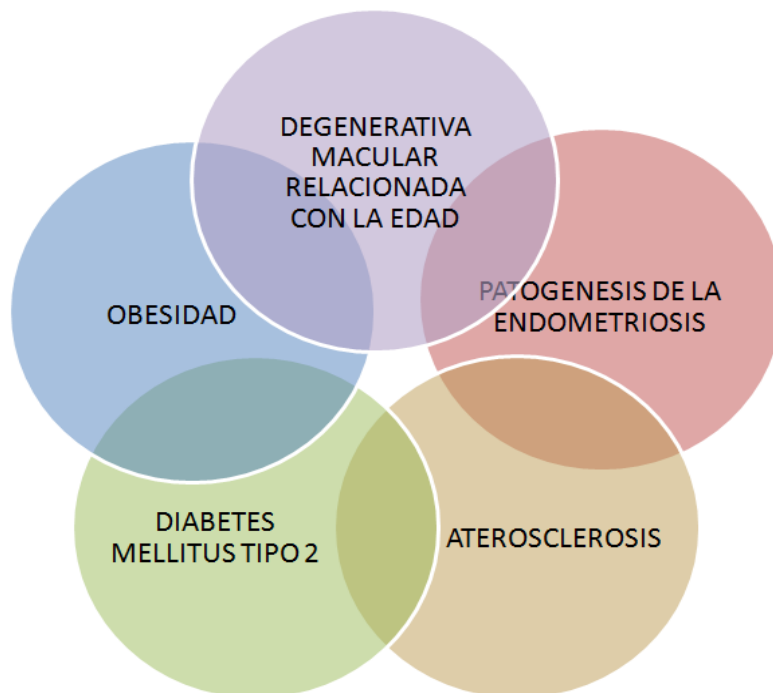 DEGENERATIVA
MACULAR
RELACIONADA
CON LA EDAD
PATOGENESIS DE LA
ENDOMETRIOSIS
OBESIDAD
DIABETES
MELLITUS TIPO 2
ATEROSCLEROSIS